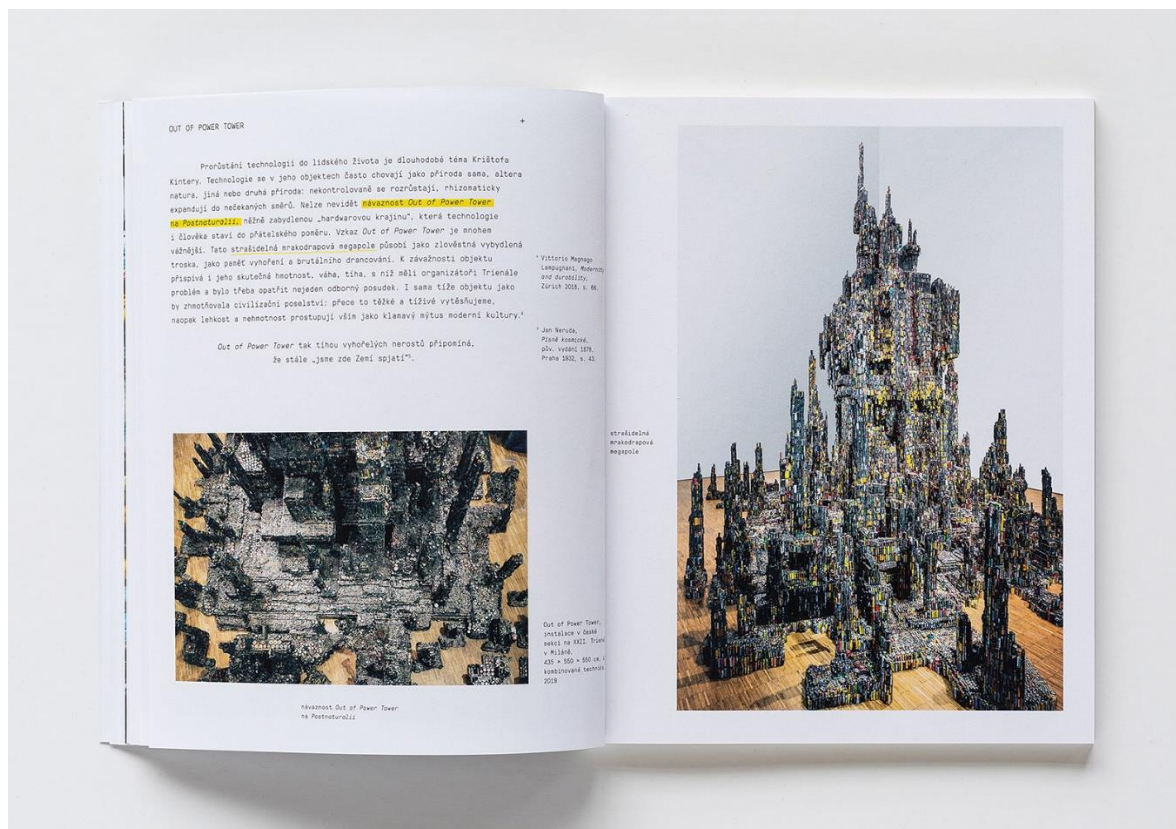 OUT OF POWER TOWER
+
Prorůstání technologií do lidského života je dlouhodobé téma Krištofa
Kintery. Technologie se v jeho objektech často chovají jako příroda sama, altera
natura, jiná nebo druhá příroda: nekontrolovaně se rozrůstají, rhizomaticky
expandují do nečekaných směrů. Nelze nevidět návaznost Out of Power Tower
na Postnaturalii, něžně zabydlenou „hardwarovou krajinu“, která technologie
i člověka staví do přátelského poměru. Vzkaz Out of Power Tower je mnohem
vážnější. Tato strašidelná mrakodrapová megapole působí jako zlověstná vybydlená
troska, jako paměť vyhoření a brutálního drancování. K závažnosti objektu
přispívá i jeho skutečná hmotnost, váha, tíha, s níž měli organizátoři Trienále
problém a bylo třeba opatřit nejeden odborný posudek. I sama tíže objektu jako
by zhmotňovala civilizační poselství: přece to těžké a tíživé vytěsňujeme,
naopak lehkost a nehmotnost prostupují vším jako klamavý mýtus moderní kultury.⁴
Out of Power Tower tak tíhou vyhořelých nerostů připomíná,
že stále „jsme zde Zemí spjatí“⁵.
⁴ Vittorio Magnago
Lampugnani, Modernity
and durability,
Zürich 2018, s. 66.
⁵ Jan Neruda,
Písně kosmické,
pův. vydání 1878,
Praha 1932, s. 43.
Out of Power Tower,
instalace v české
sekci na XXII.
v Miláně,
435 × 550 × 550 cm,
kombinovaná
2019
návaznost Out of Power Tower
na Postnaturalii
strašidelná
mrakodrapová
megapole